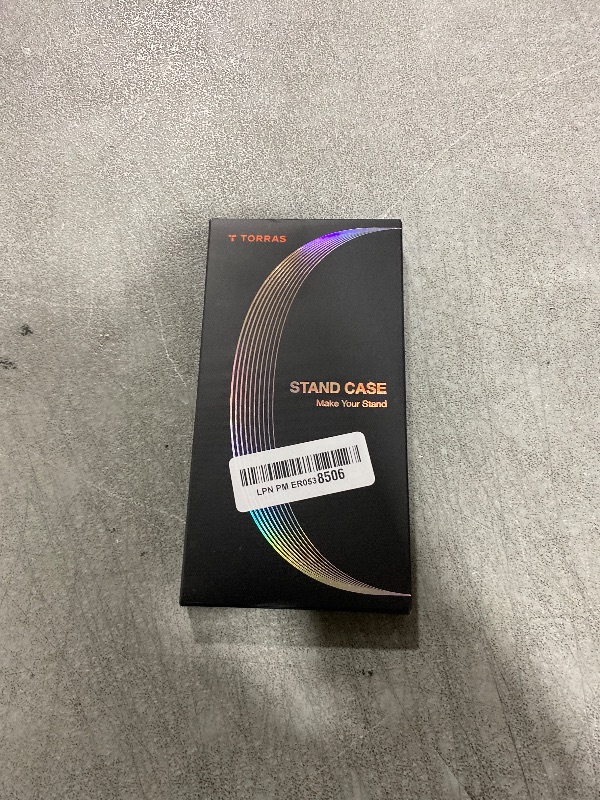 TORRAS
STAND CASE
Make Your Stand
LPN PM ER0538506